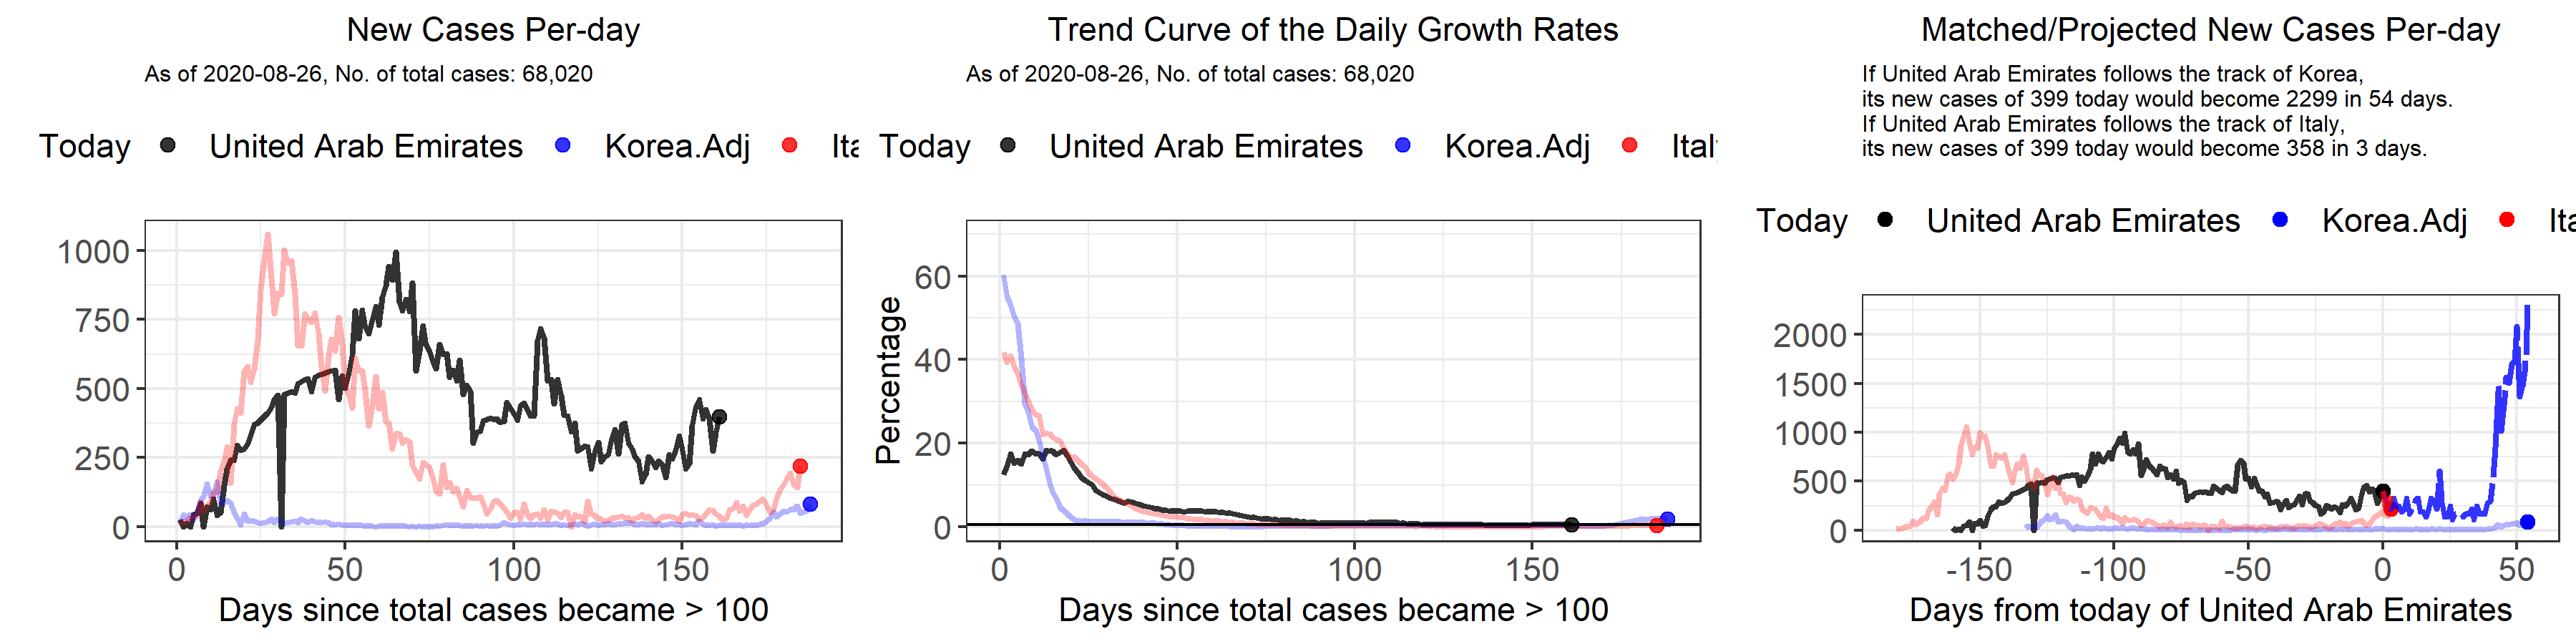 New Cases Per-day
As of 2020-08-26, No. of total cases: 68,020
Today United Arab Emirates Korea.Adj Ita
1000
750
500
250
0
0 50 100 150
Days since total cases became > 100
Trend Curve of the Daily Growth Rates
As of 2020-08-26, No. of total cases: 68,020
Today United Arab Emirates Korea.Adj Ital
Percentage
60
40
20
0
0 50 100 150
Days since total cases became > 100
Matched/Projected New Cases Per-day
If United Arab Emirates follows the track of Korea,
its new cases of 399 today would become 2299 in 54 days.
If United Arab Emirates follows the track of Italy,
its new cases of 399 today would become 358 in 3 days.
Today United Arab Emirates Korea.Adj Ita
2000
1500
1000
500
0
-150 -100 -50 0 50
Days from today of United Arab Emirates